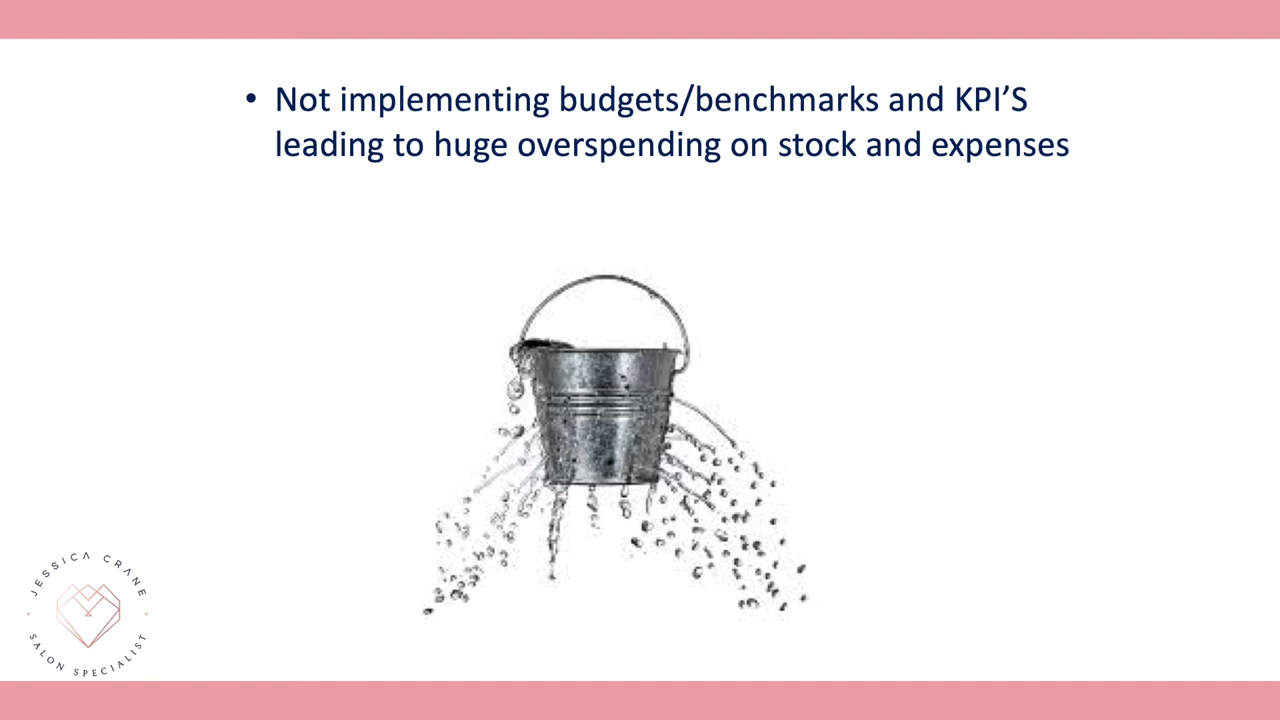 • Not implementing budgets/benchmarks and KPI’S
leading to huge overspending on stock and expenses
JESSICA CRANE
SALON SPECIALIST